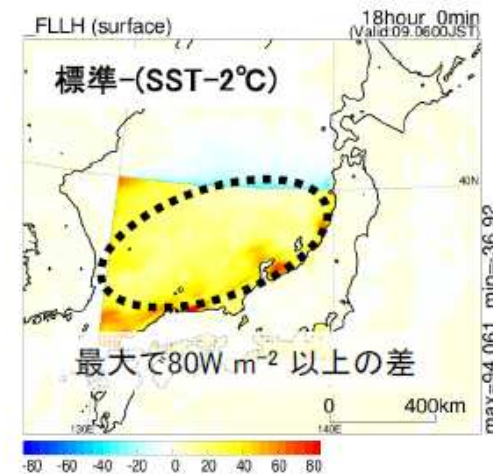 _FLLH (surface)
18hour 0min
(Valid:09.0600JST)
標準-(SST-2℃)
40N
最大で80W m⁻² 以上の差
0 400km
130E
140E
max=94.061 min=-36.92
-80 -60 -40 -20 0 20 40 60 80